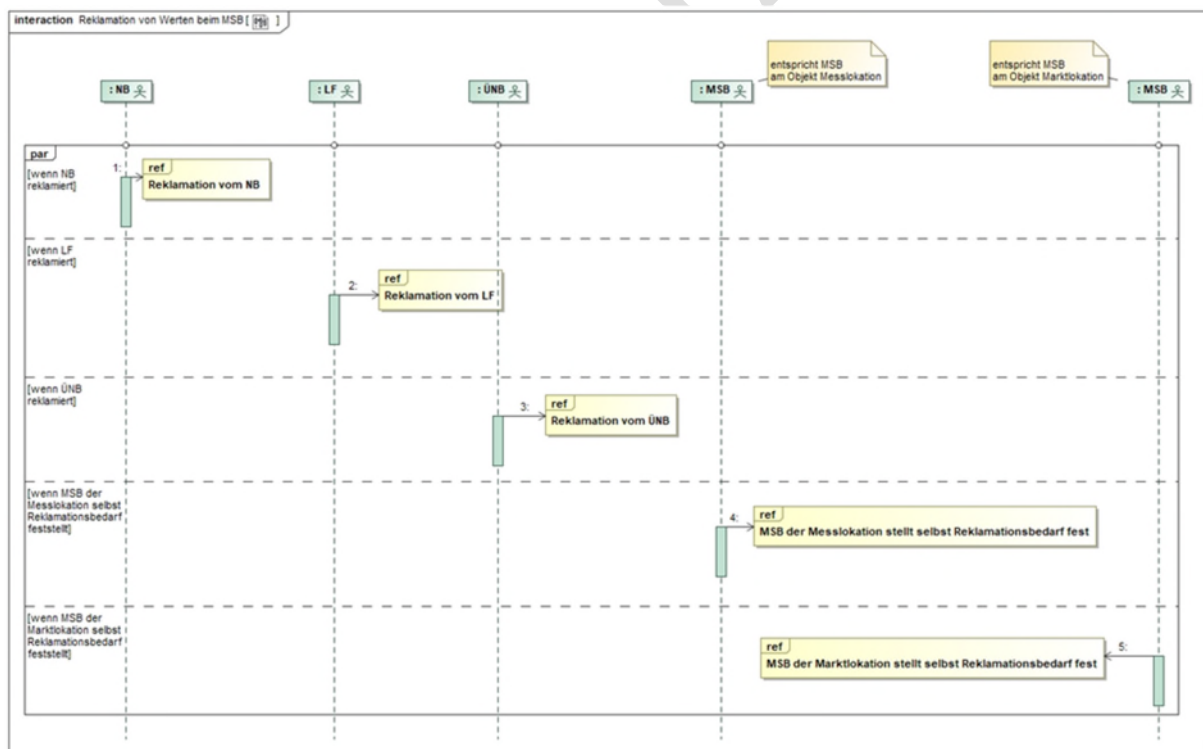 interaction Reklamation von Werten beim MSB [ ]
entspricht MSB
am Objekt Messlokation
entspricht MSB
am Objekt Marktlokation
: NB
: LF
: ÜNB
: MSB
: MSB
par
[wenn NB
reklamiert]
1:
ref
Reklamation vom NB
[wenn LF
reklamiert]
2:
ref
Reklamation vom LF
[wenn ÜNB
reklamiert]
3:
ref
Reklamation vom ÜNB
[wenn MSB der
Messlokation selbst
Reklamationsbedarf
feststellt]
4:
ref
MSB der Messlokation stellt selbst Reklamationsbedarf fest
[wenn MSB der
Marktlokation selbst
Reklamationsbedarf
feststellt]
5:
ref
MSB der Marktlokation stellt selbst Reklamationsbedarf fest